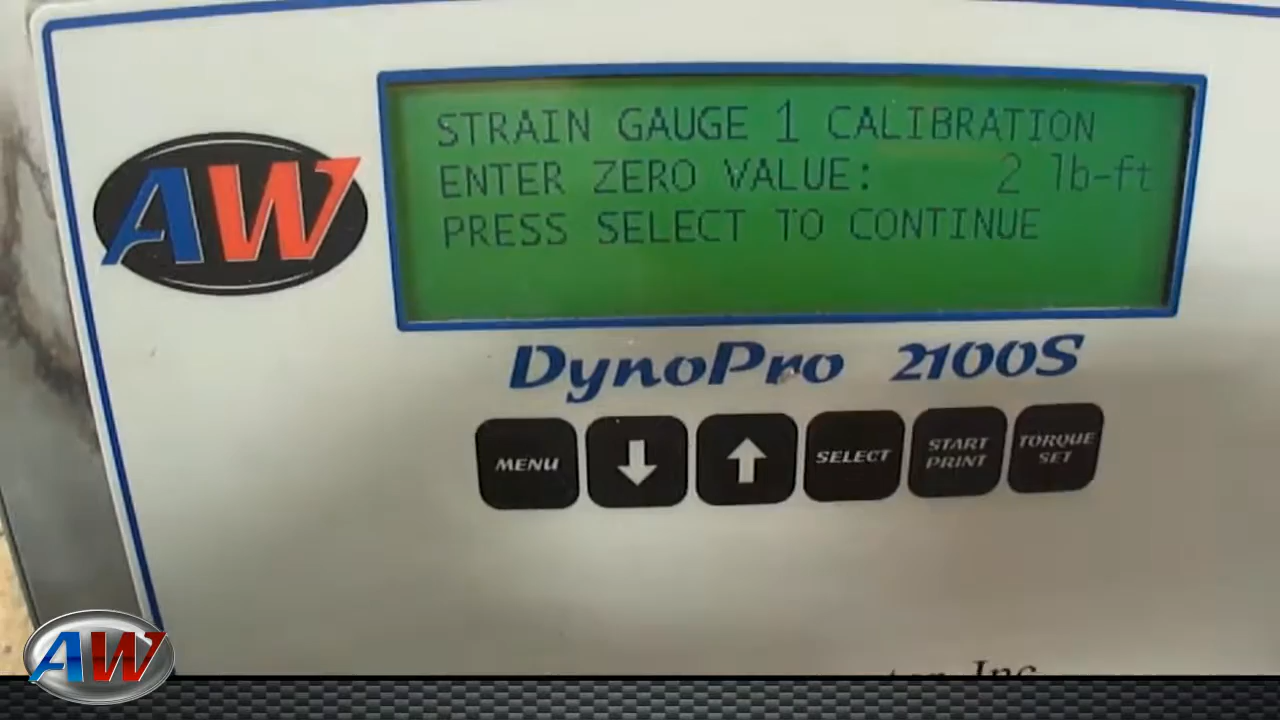 STRAIN GAUGE 1 CALIBRATION
ENTER ZERO VALUE: 2 lb-ft
PRESS SELECT TO CONTINUE
AW
DynoPro 2100S
MENU
SELECT
START PRINT
TORQUE SET
Inc
AW